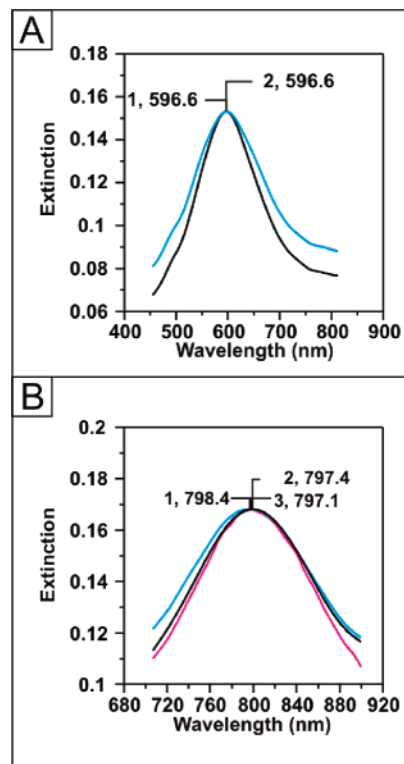 A
0.18
0.16
0.14
0.12
0.1
0.08
0.06
2, 596.6
1, 596.6
Extinction
400 500 600 700 800 900
Wavelength (nm)
B
0.2
0.18
0.16
0.14
0.12
0.1
2, 797.4
1, 798.4 3, 797.1
Extinction
680 720 760 800 840 880 920
Wavelength (nm)